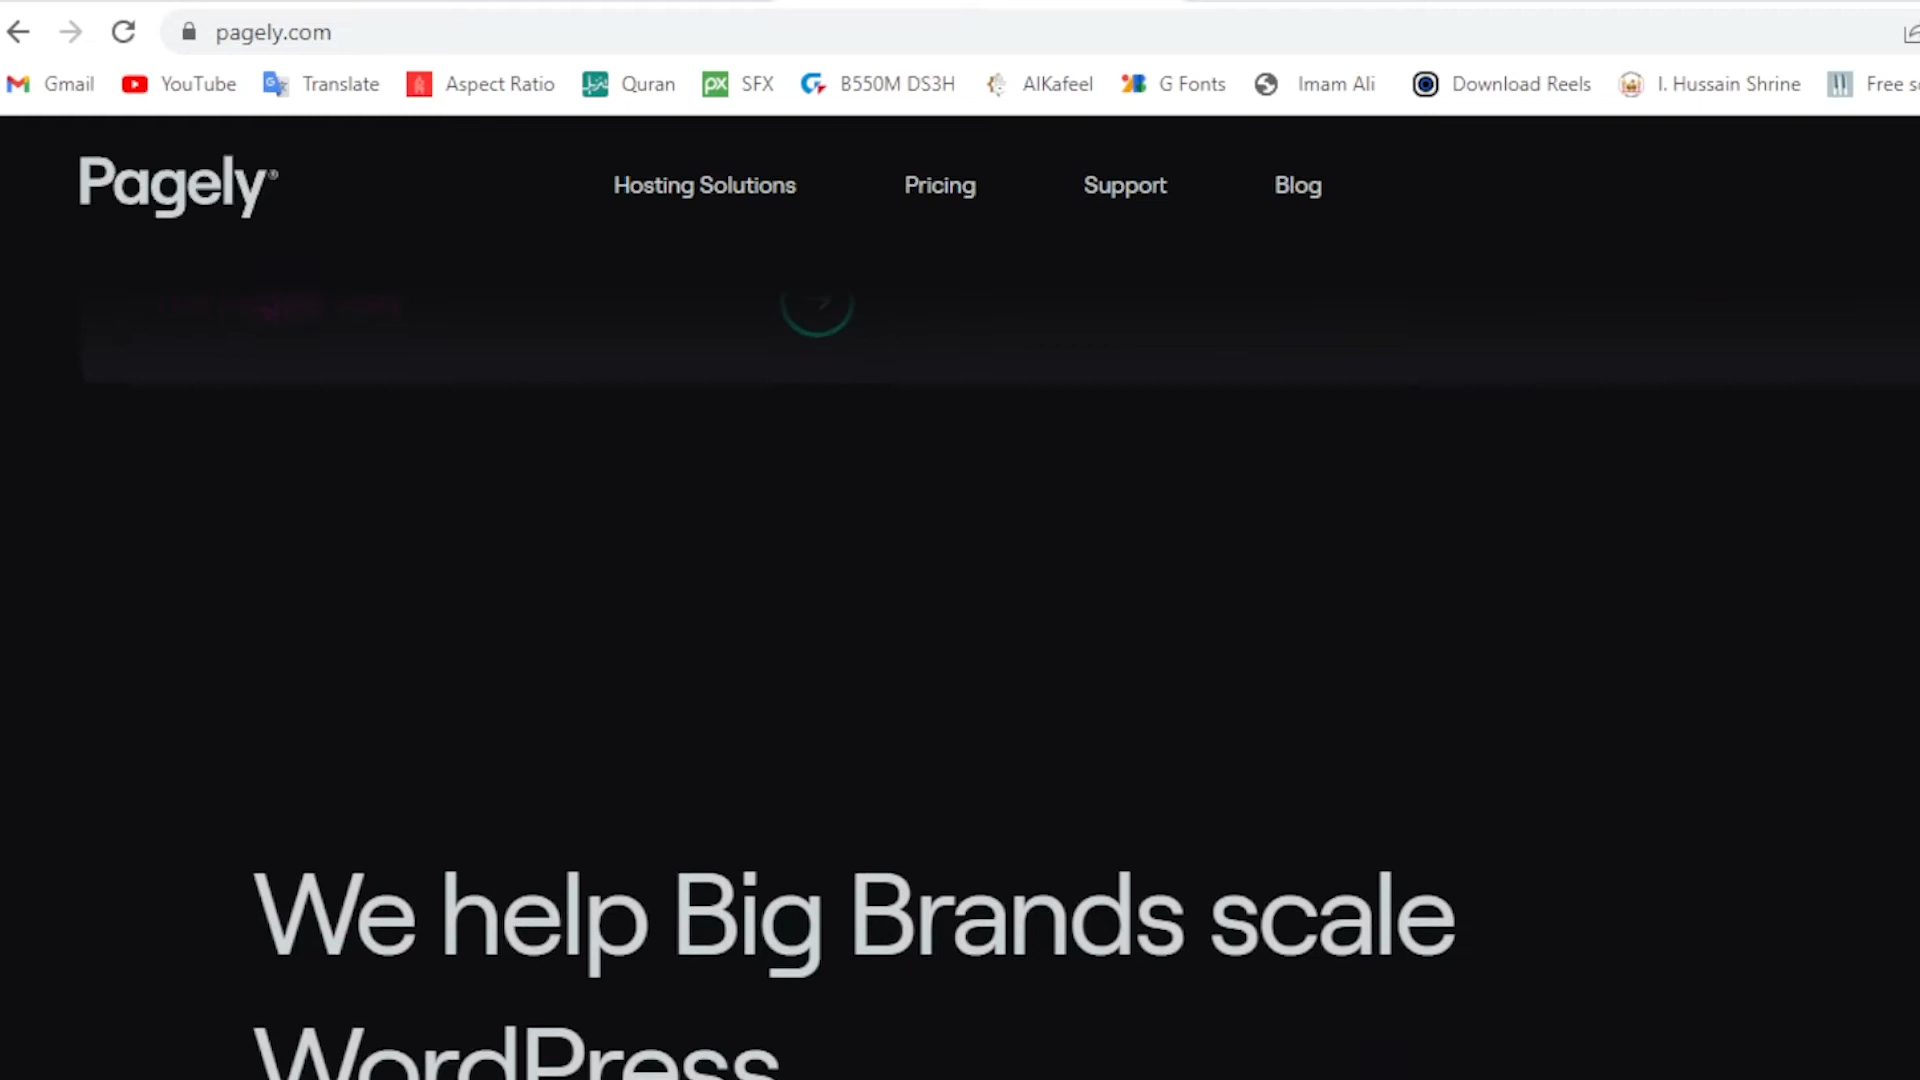 pagely.com
Gmail YouTube Translate Aspect Ratio Quran SFX B550M DS3H AlKafeel G Fonts Imam Ali Download Reels I. Hussain Shrine Free
Pagely® Hosting Solutions Pricing Support Blog
We help Big Brands scale
WordPress